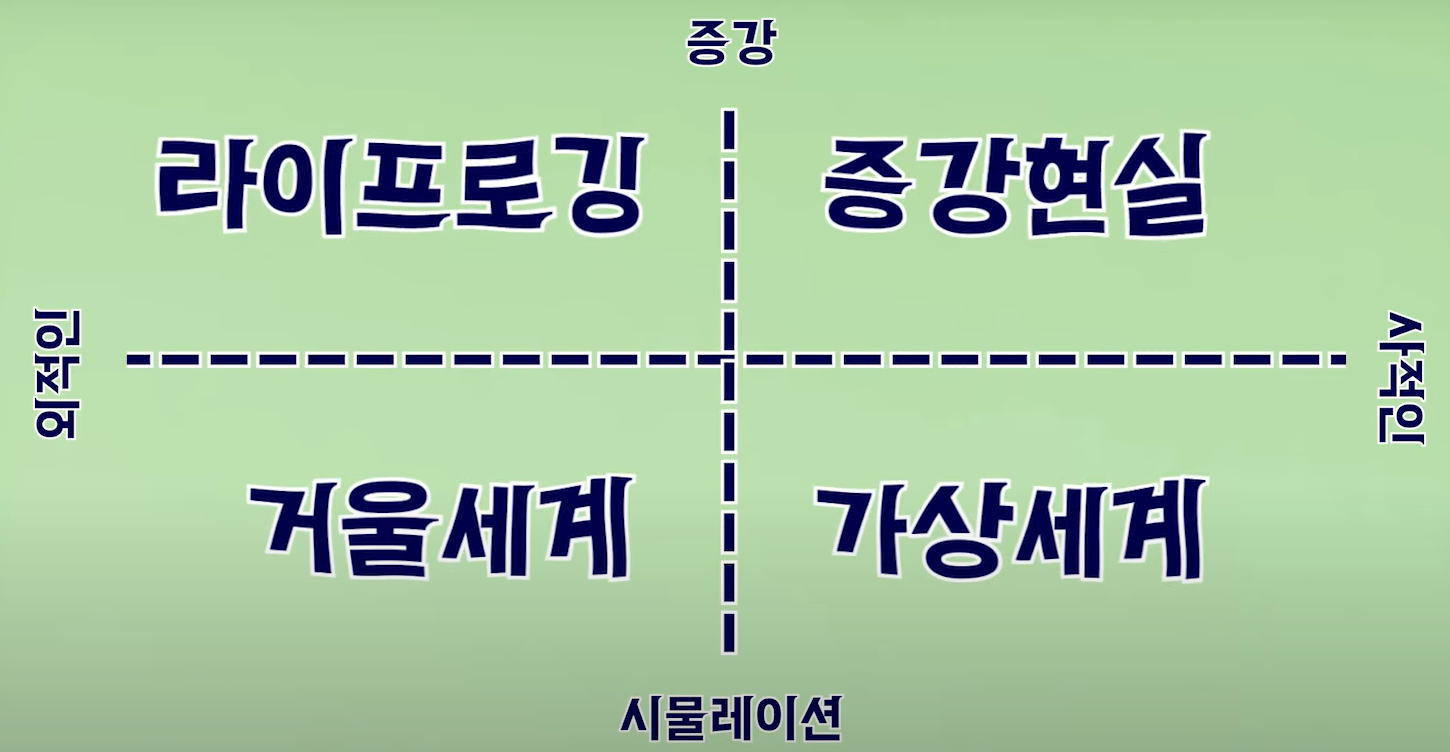 증강
라이프로깅 증강현실
외적인 사적인
거울세계 가상세계
시뮬레이션